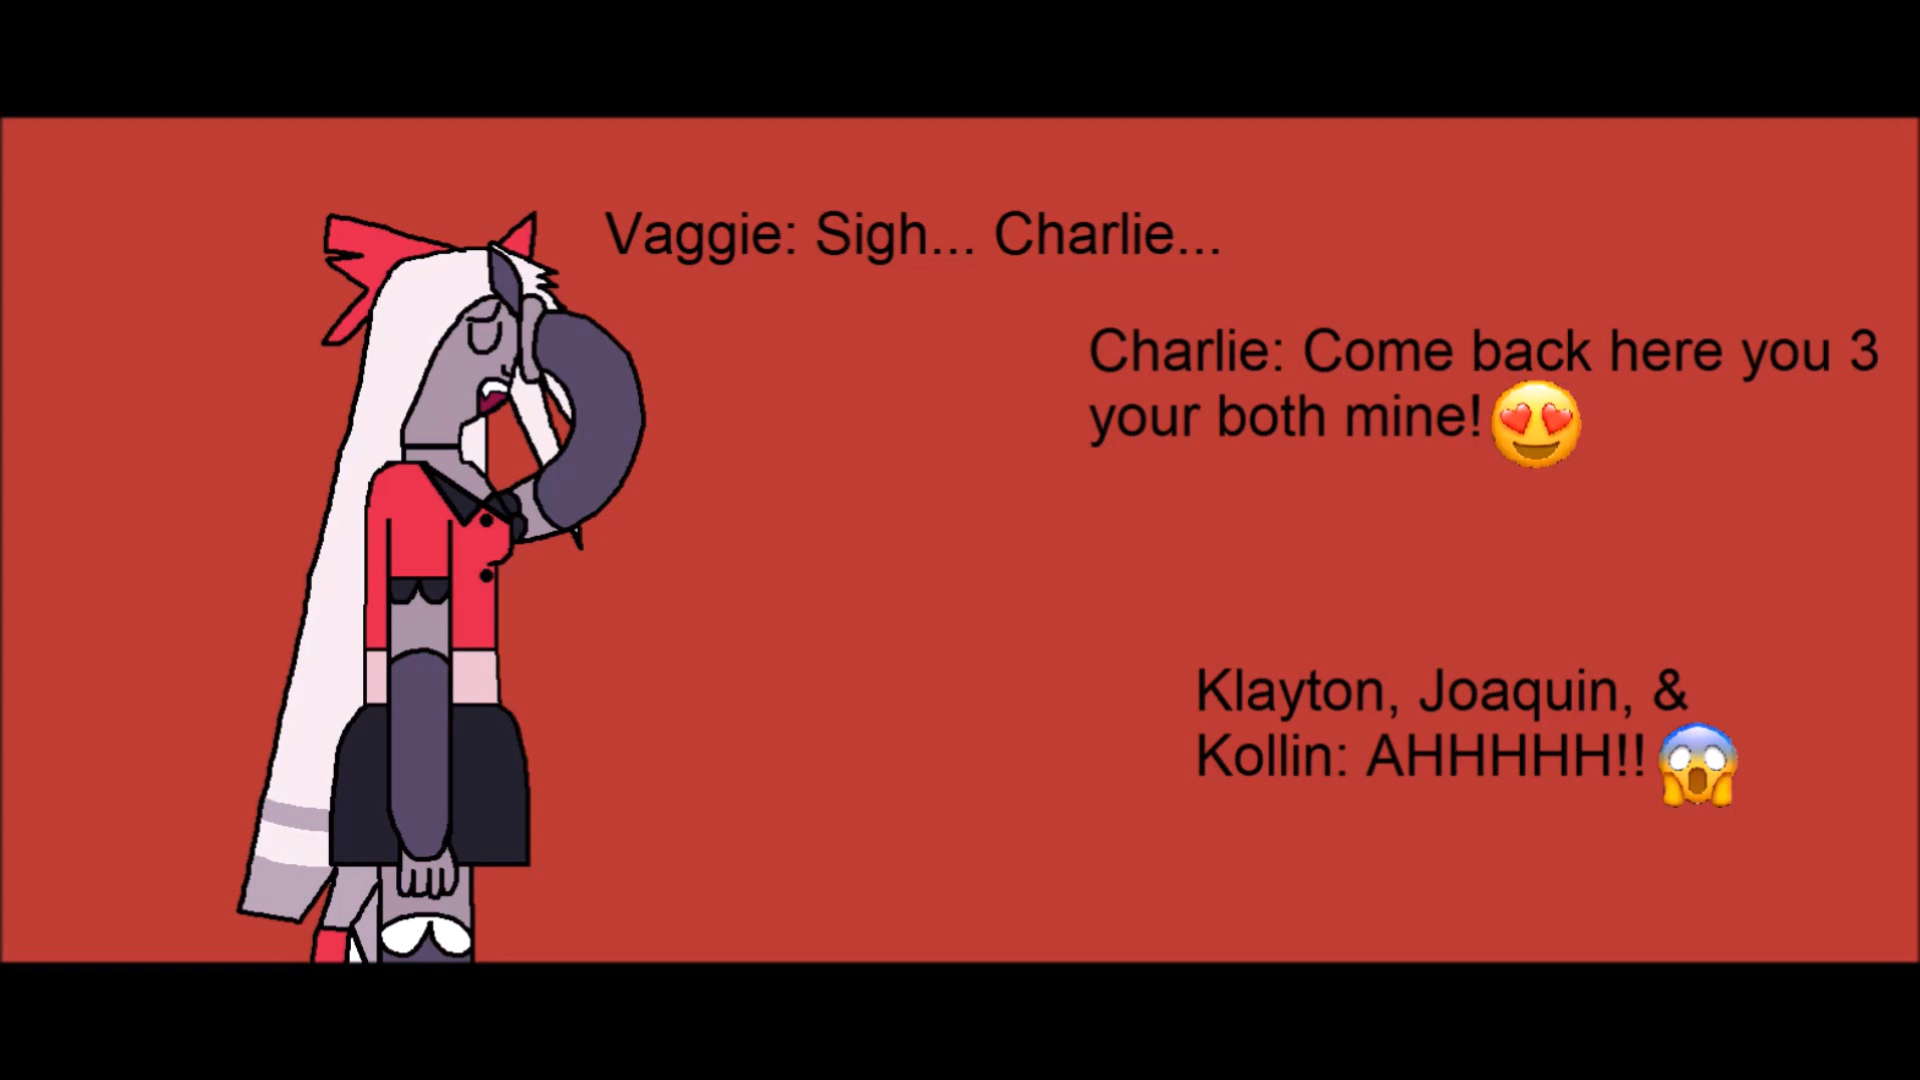 Vaggie: Sigh... Charlie...
Charlie: Come back here you 3
your both mine!😍
Klayton, Joaquin, &
Kollin: AHHHHH!!😱